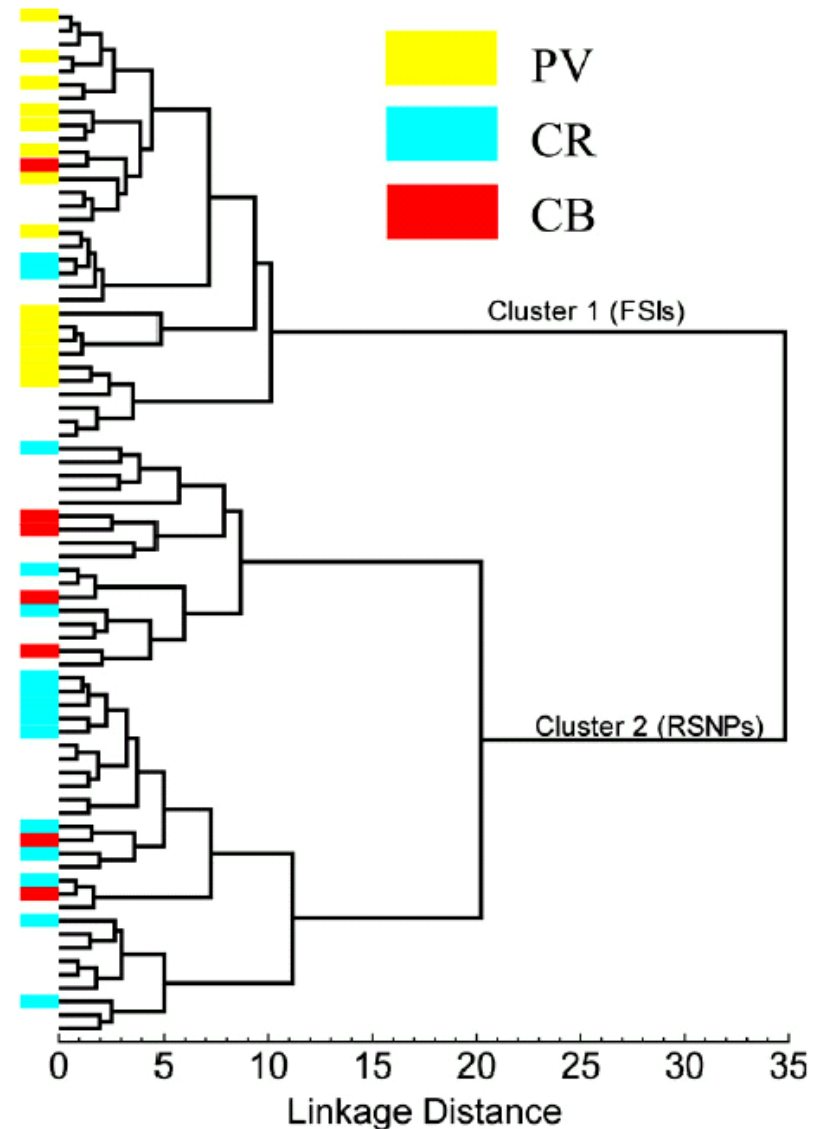 PV
CR
CB
Cluster 1 (FSIs)
Cluster 2 (RSNPs)
0 5 10 15 20 25 30 35
Linkage Distance